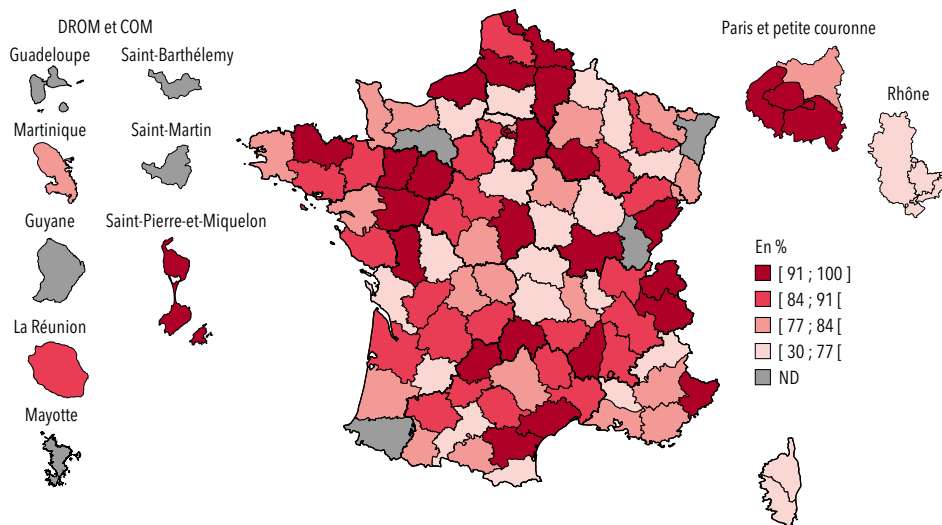 DROM et COM
Guadeloupe
Saint-Barthélemy
Martinique
Saint-Martin
Guyane
Saint-Pierre-et-Miquelon
La Réunion
Mayotte
Paris et petite couronne
Rhône
En %
[ 91 ; 100 ]
[ 84 ; 91 [
[ 77 ; 84 [
[ 30 ; 77 [
ND